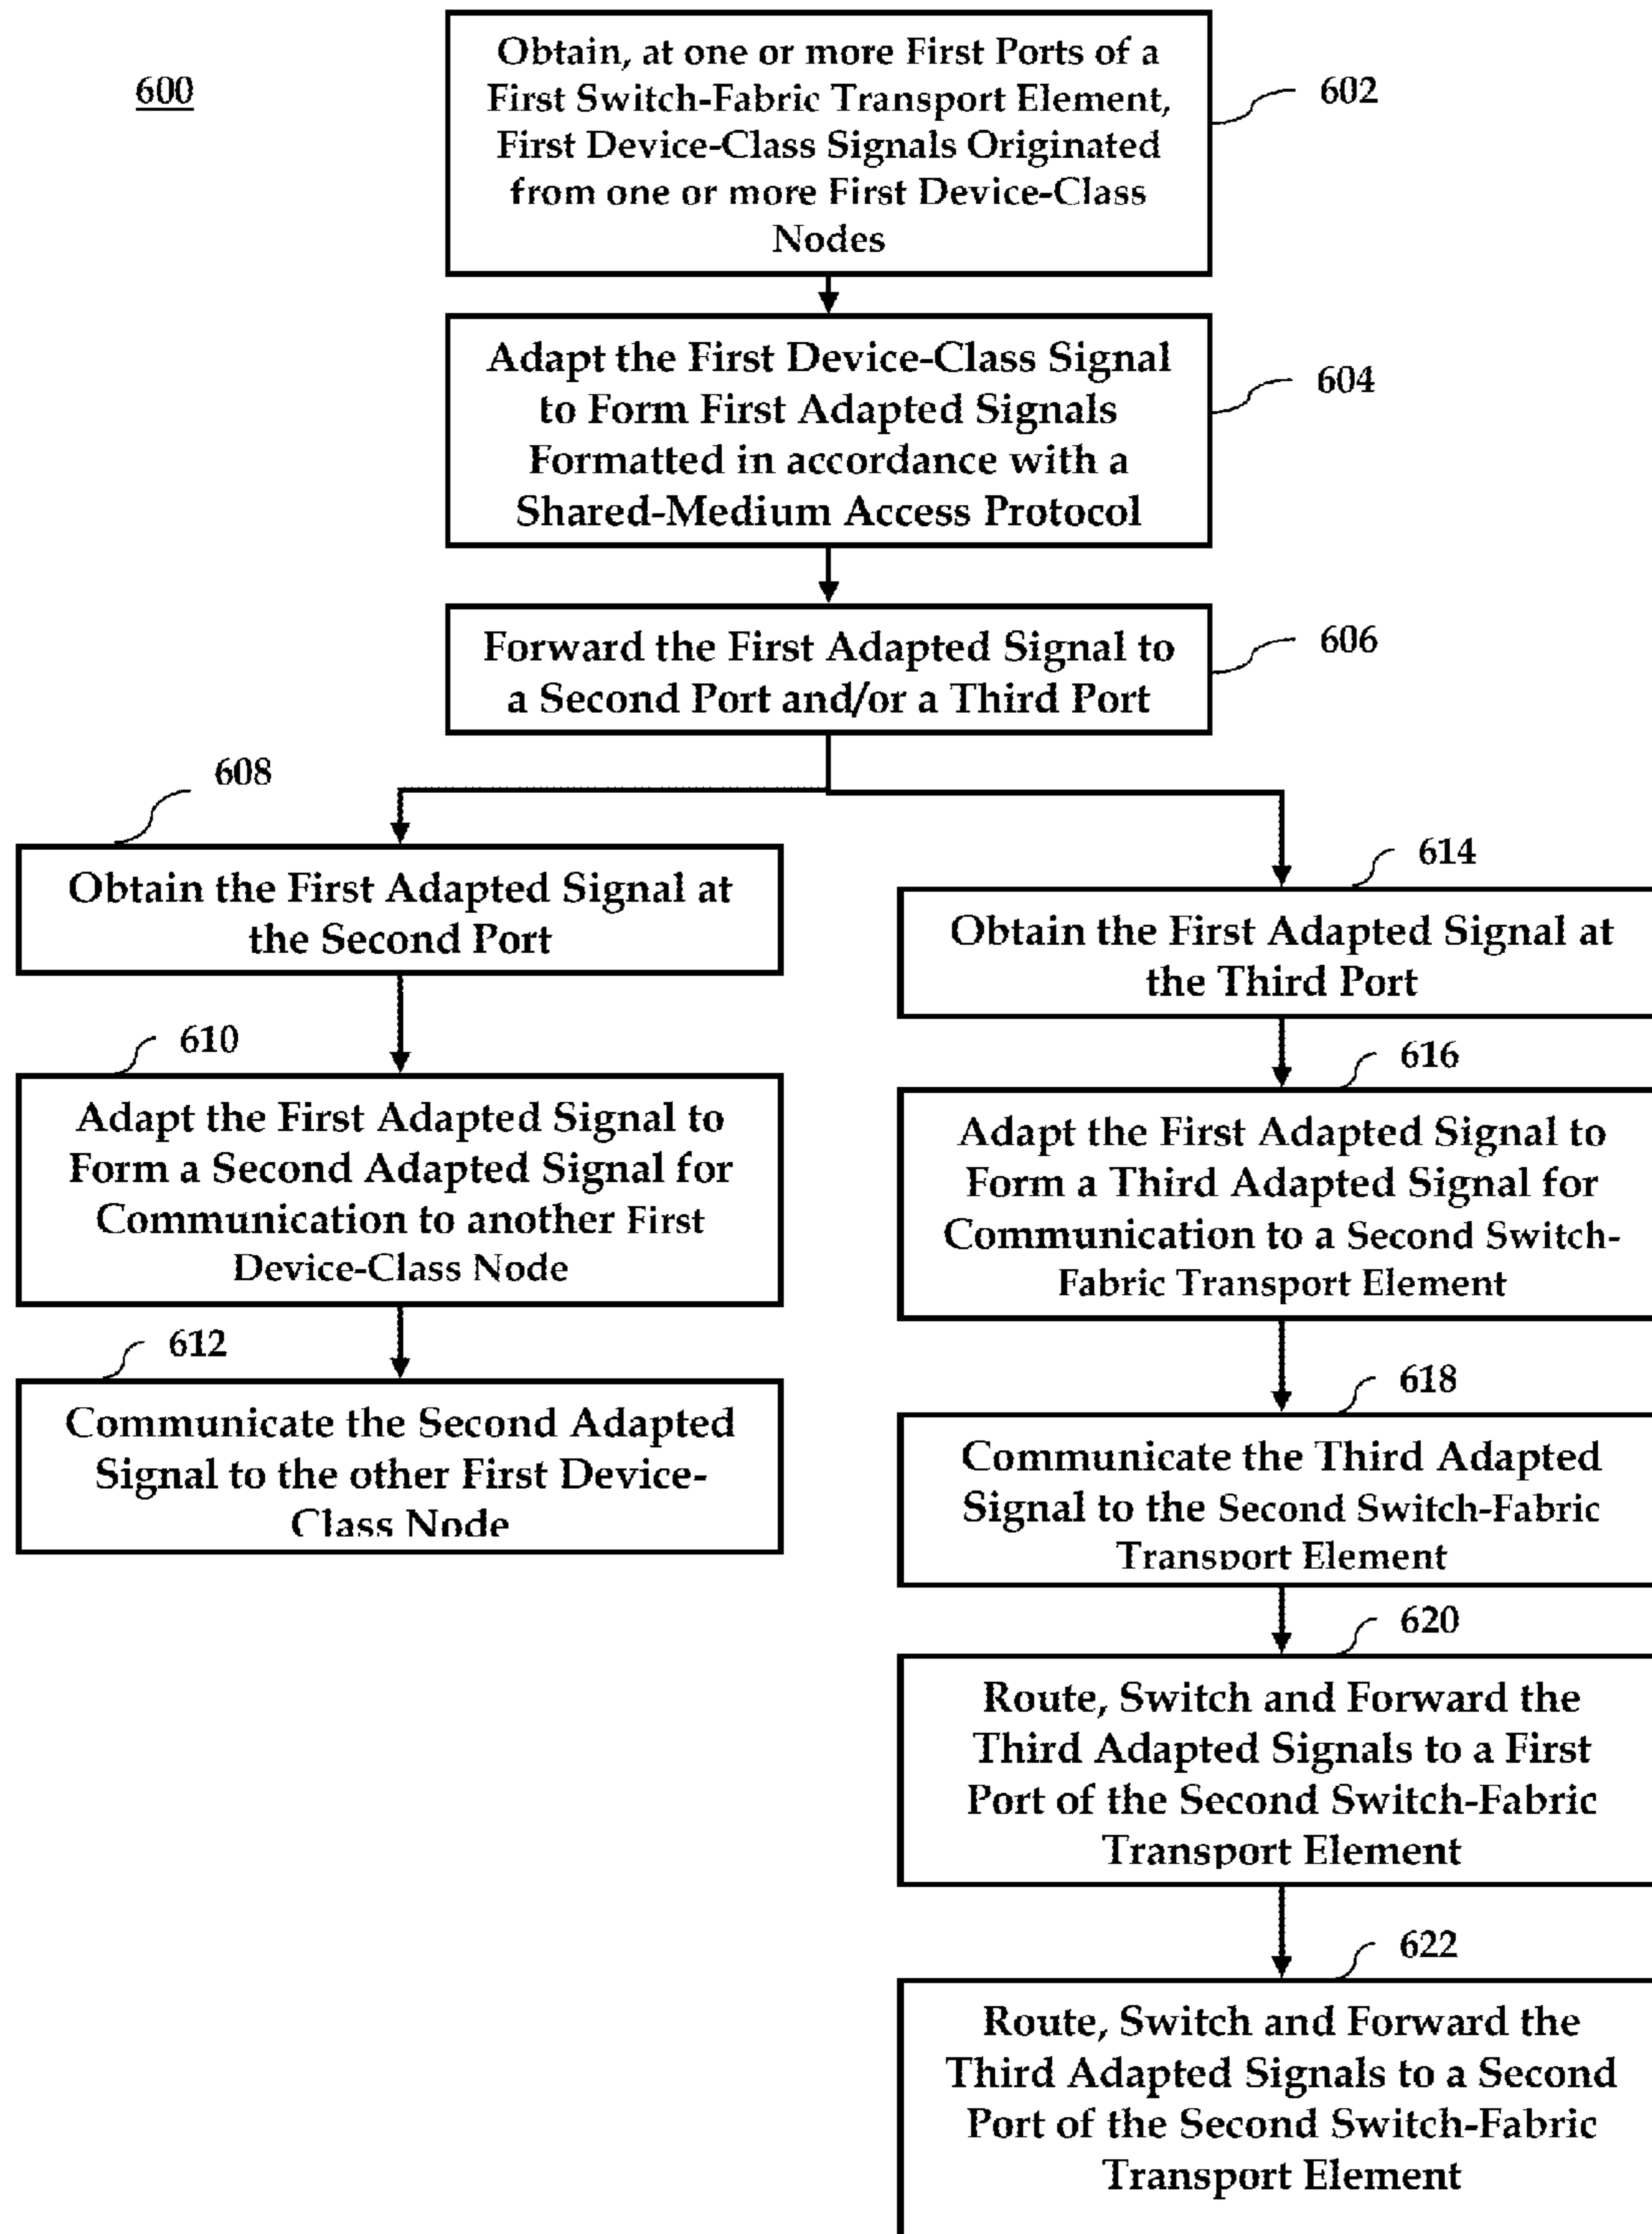 600
Obtain, at one or more First Ports of a
First Switch-Fabric Transport Element,
First Device-Class Signals Originated
from one or more First Device-Class
Nodes
602
Adapt the First Device-Class Signal
to Form First Adapted Signals
Formatted in accordance with a
Shared-Medium Access Protocol
604
Forward the First Adapted Signal to
a Second Port and/or a Third Port
606
608
Obtain the First Adapted Signal at
the Second Port
610
Adapt the First Adapted Signal to
Form a Second Adapted Signal for
Communication to another First
Device-Class Node
612
Communicate the Second Adapted
Signal to the other First Device-
Class Node
614
Obtain the First Adapted Signal at
the Third Port
616
Adapt the First Adapted Signal to
Form a Third Adapted Signal for
Communication to a Second Switch-
Fabric Transport Element
618
Communicate the Third Adapted
Signal to the Second Switch-Fabric
Transport Element
620
Route, Switch and Forward the
Third Adapted Signals to a First
Port of the Second Switch-Fabric
Transport Element
622
Route, Switch and Forward the
Third Adapted Signals to a Second
Port of the Second Switch-Fabric
Transport Element